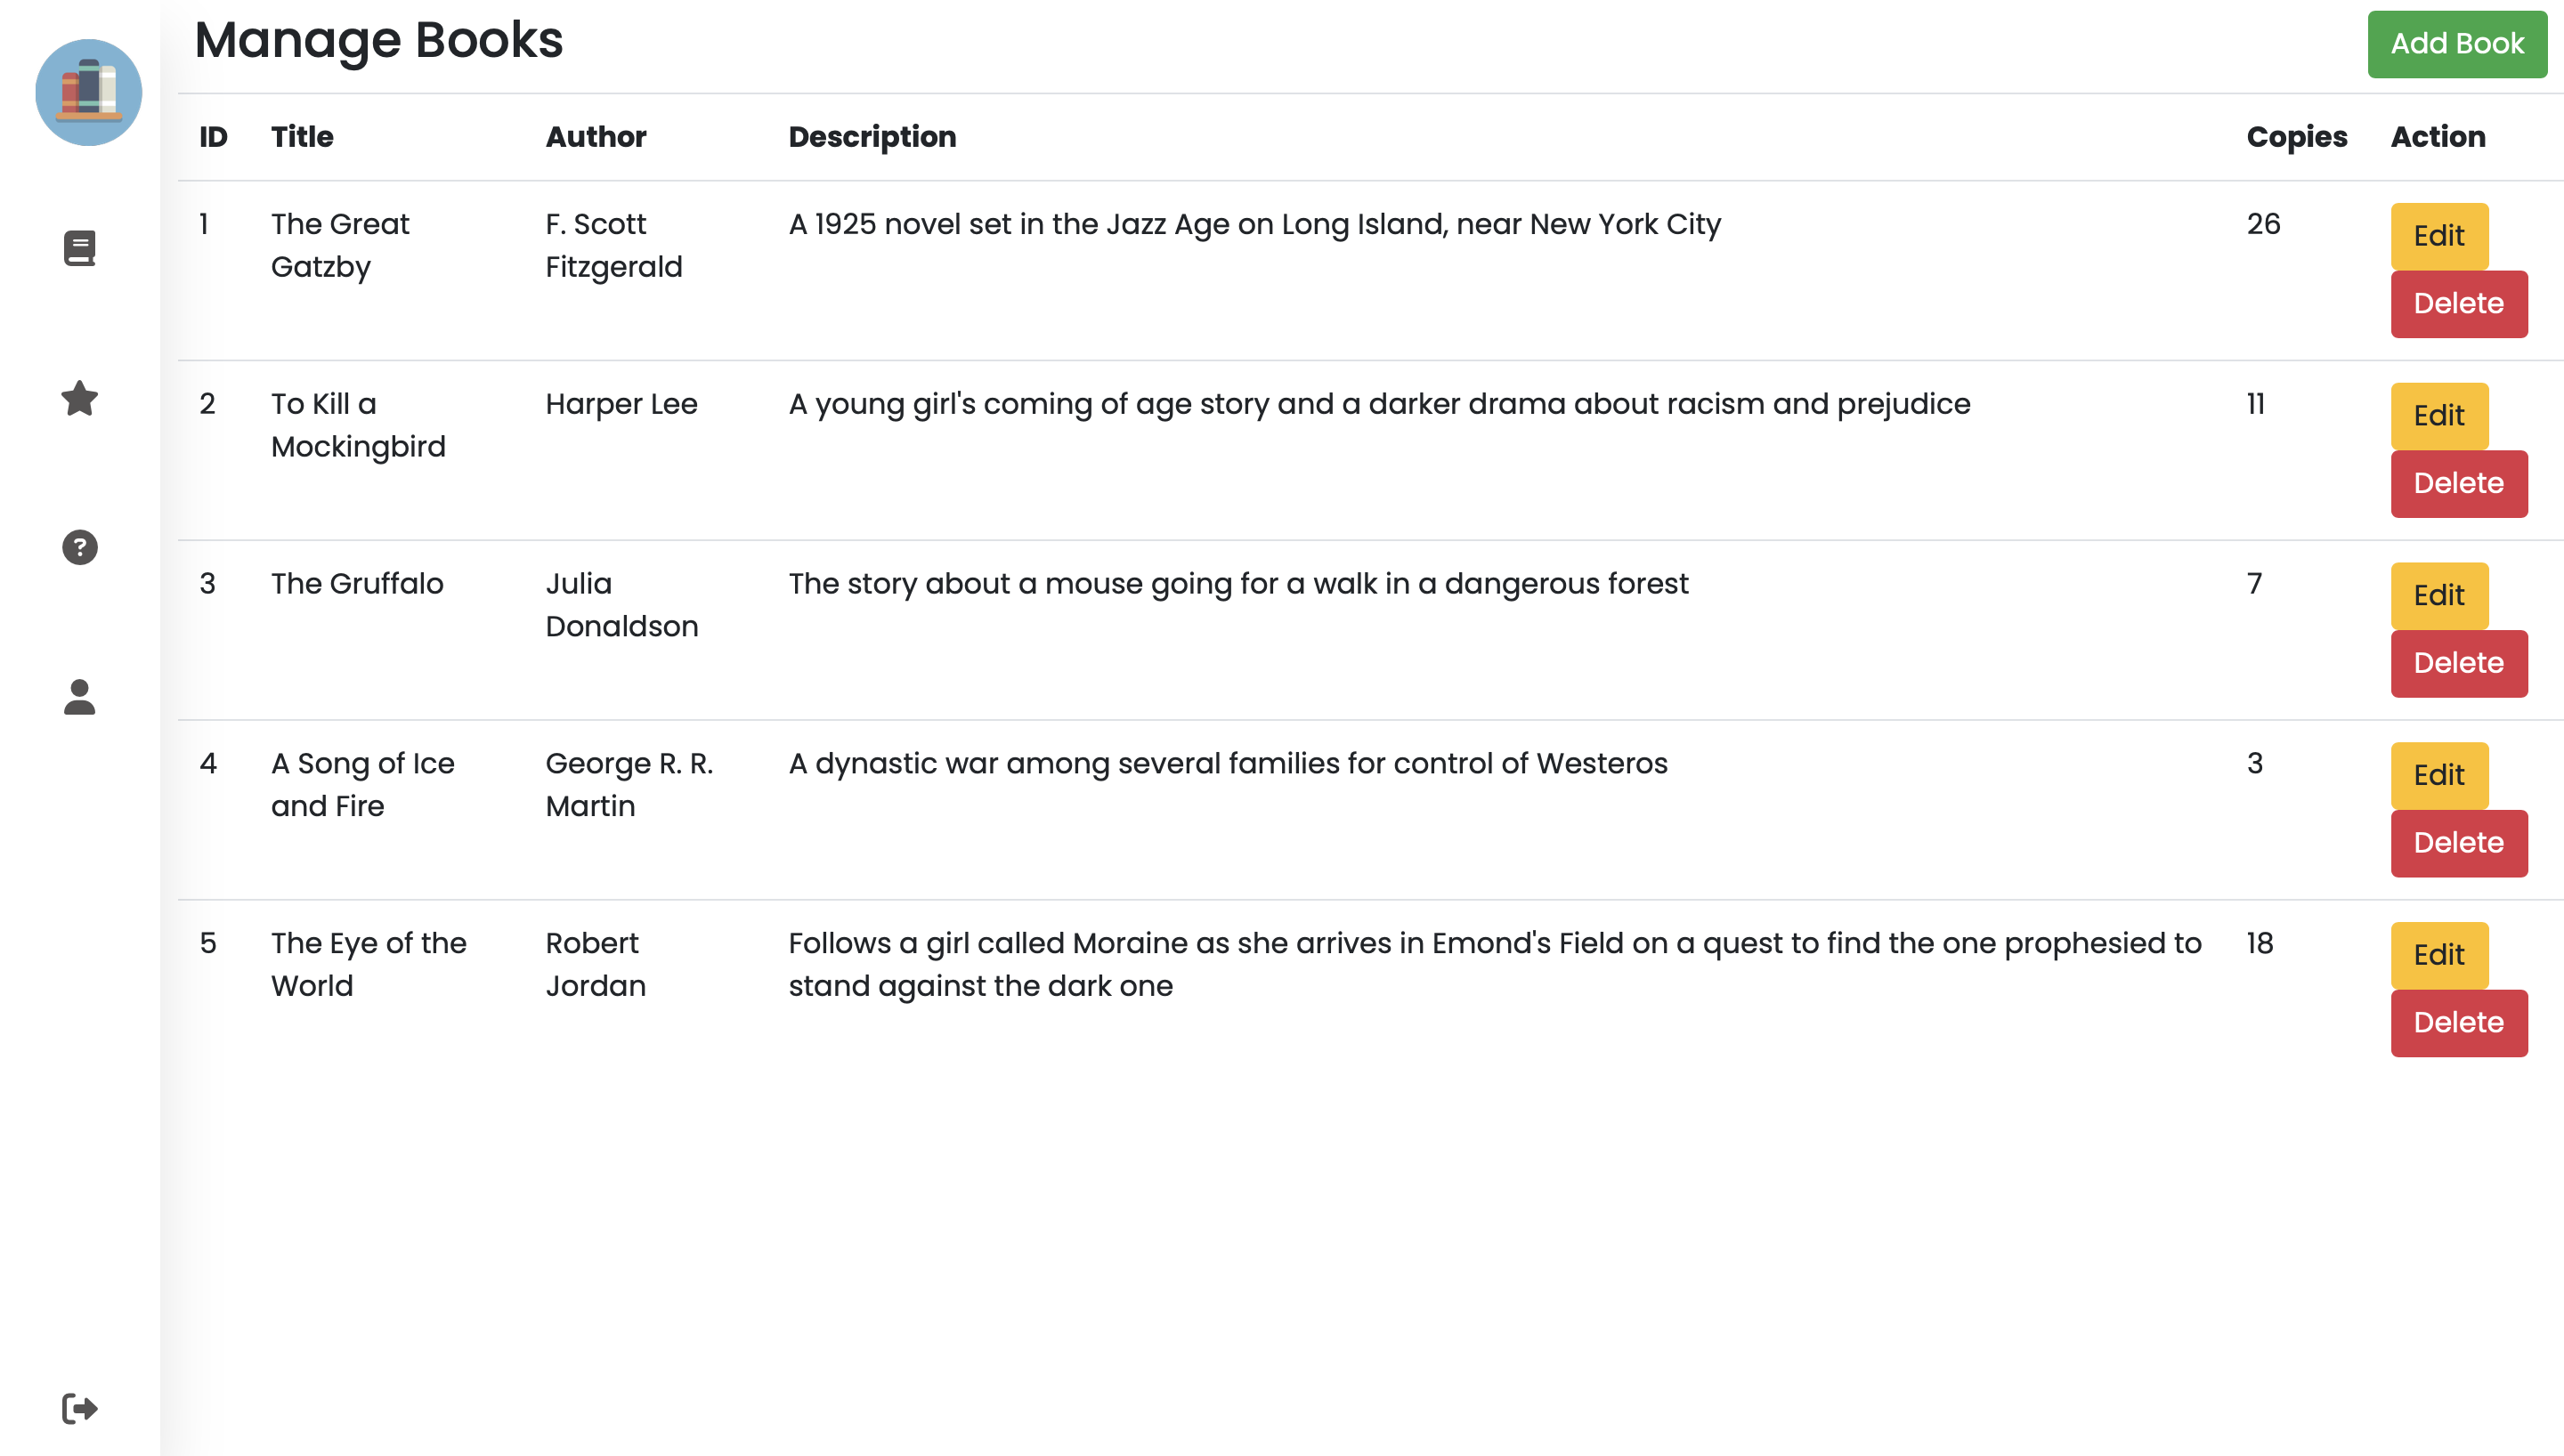 Manage Books
Add Book
ID Title Author Description Copies Action
1 The Great F. Scott A 1925 novel set in the Jazz Age on Long Island, near New York City 26 Edit
Gatzby Fitzgerald
Delete
2 To Kill a Harper Lee A young girl's coming of age story and a darker drama about racism and prejudice 11 Edit
Mockingbird
Delete
3 The Gruffalo Julia The story about a mouse going for a walk in a dangerous forest 7 Edit
Donaldson
Delete
4 A Song of Ice George R. R. A dynastic war among several families for control of Westeros 3 Edit
and Fire Martin
Delete
5 The Eye of the Robert Follows a girl called Moraine as she arrives in Emond's Field on a quest to find the one prophesied to 18 Edit
World Jordan stand against the dark one
Delete